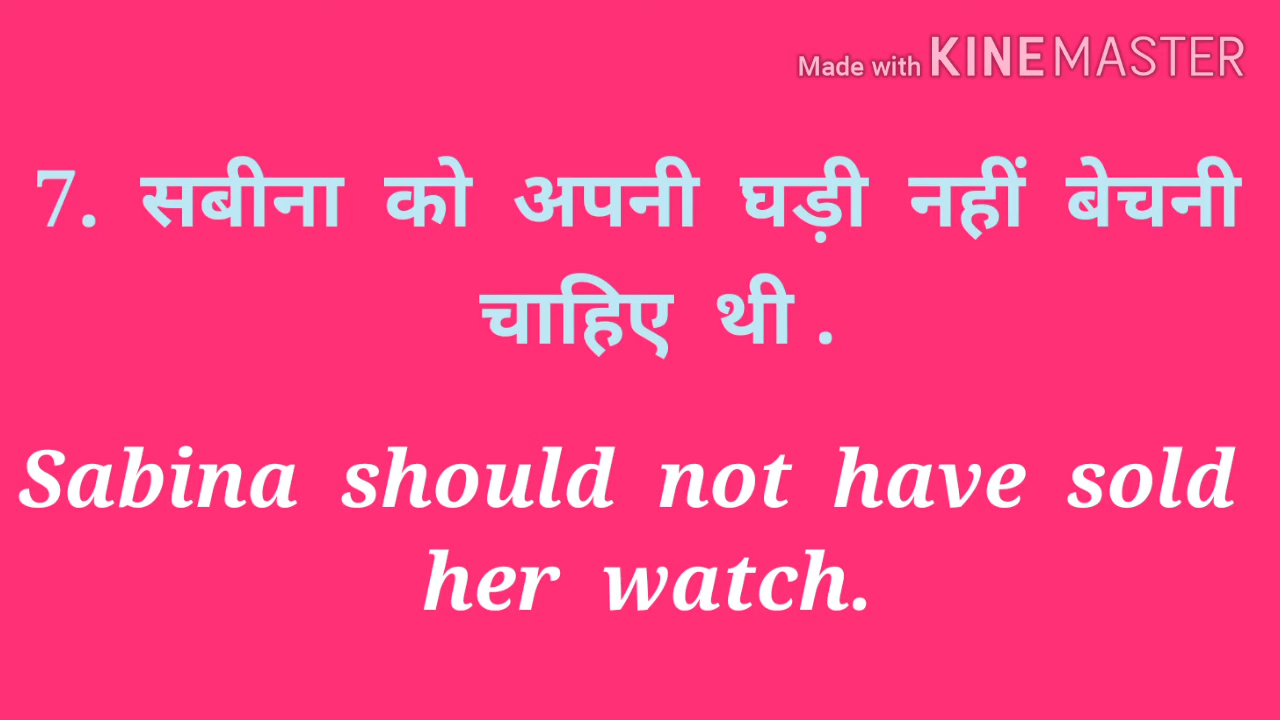 Made with KINEMASTER
7. सबीना को अपनी घड़ी नहीं बेचनी
चाहिए थी .
Sabina should not have sold
her watch.